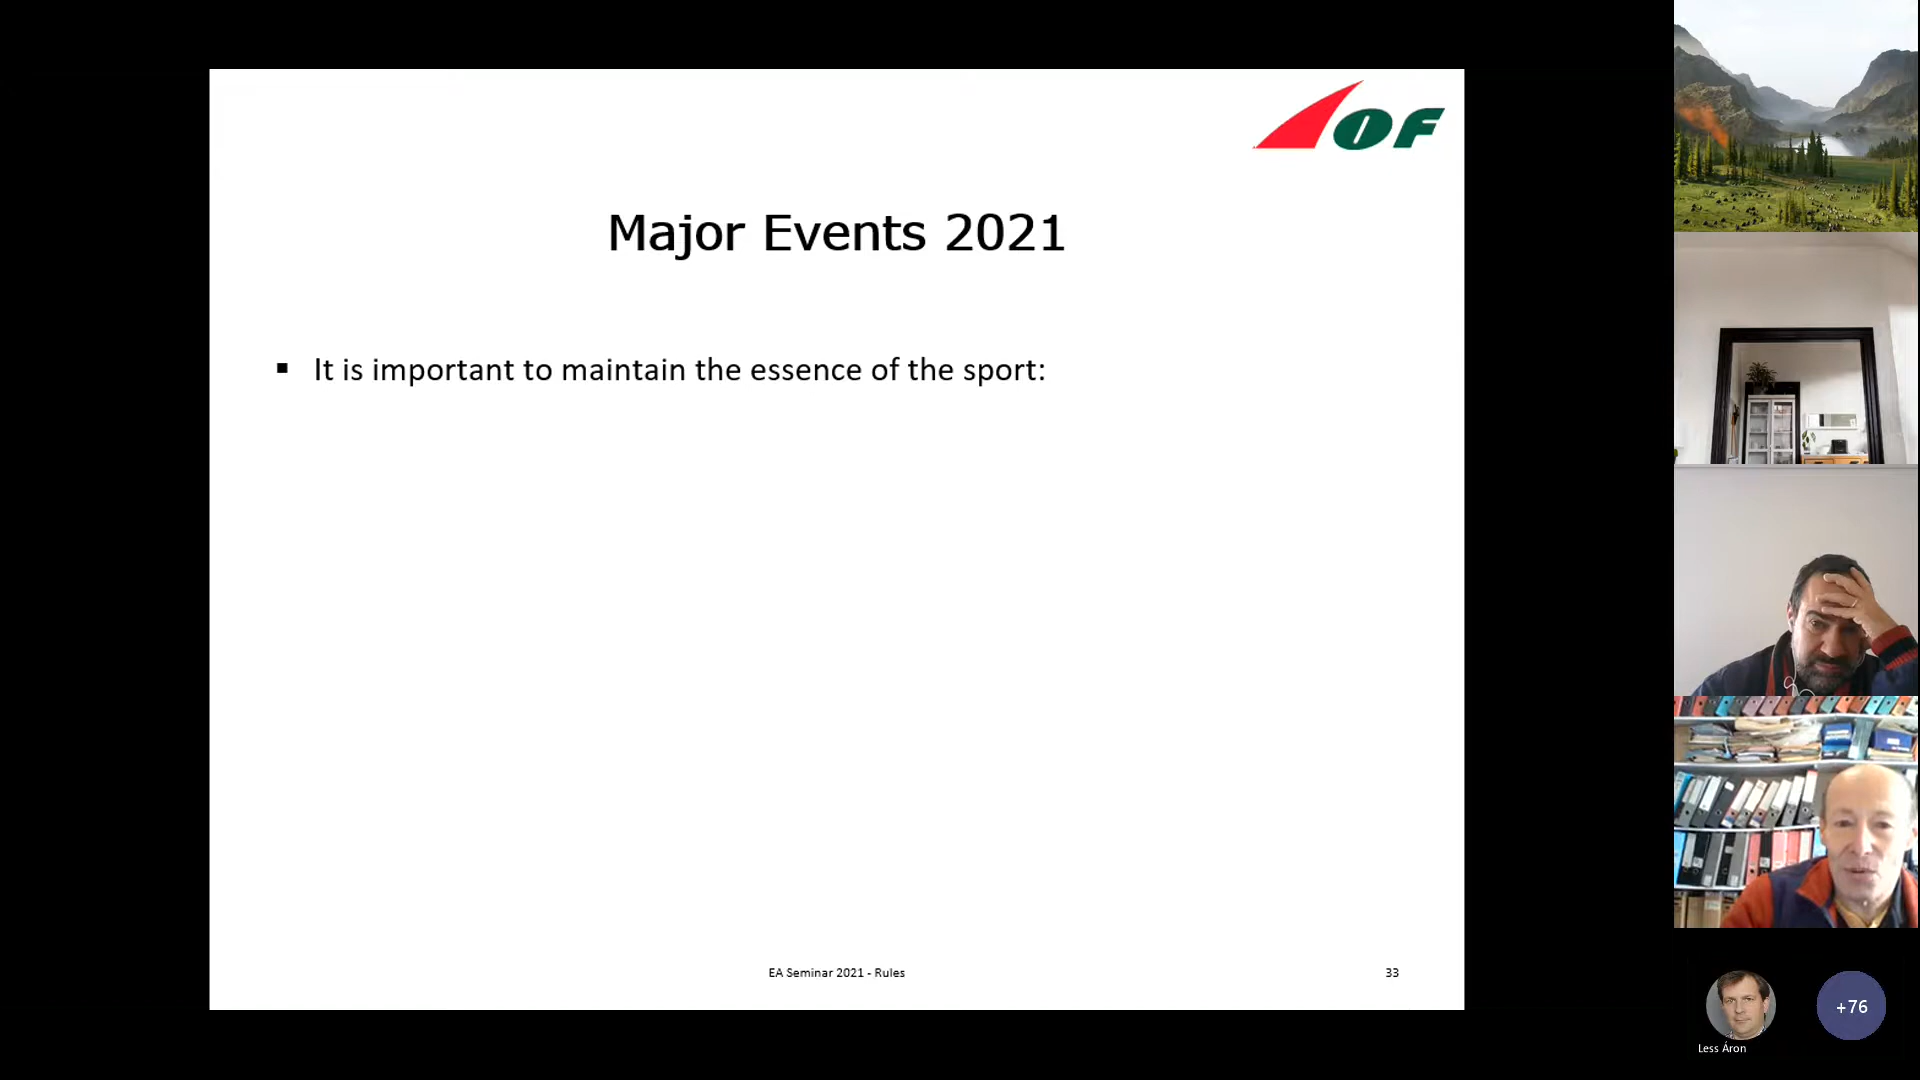 IOF
Major Events 2021
▪ It is important to maintain the essence of the sport:
EA Seminar 2021 - Rules
33
+76
Less Áron